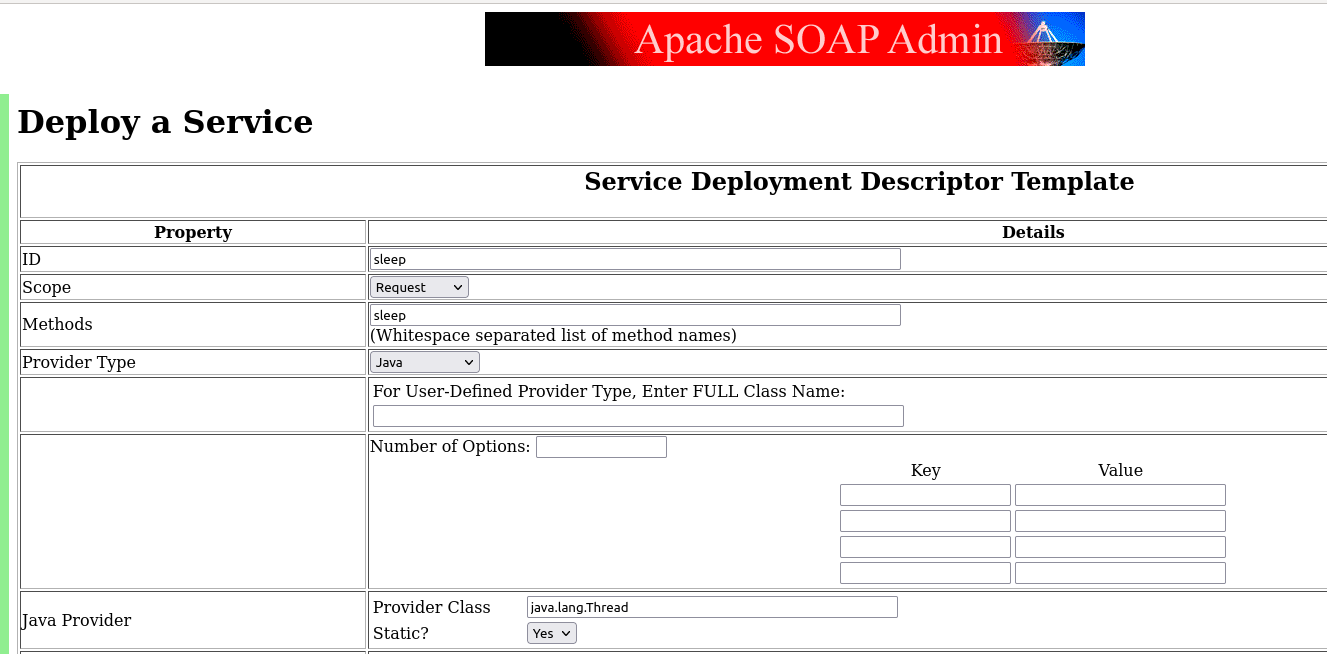 Apache SOAP Admin
Deploy a Service
Service Deployment Descriptor Template
Property Details
ID sleep
Scope Request
Methods sleep
(Whitespace separated list of method names)
Provider Type Java
For User-Defined Provider Type, Enter FULL Class Name:
Number of Options:
Key Value
Java Provider Provider Class java.lang.Thread
Static? Yes